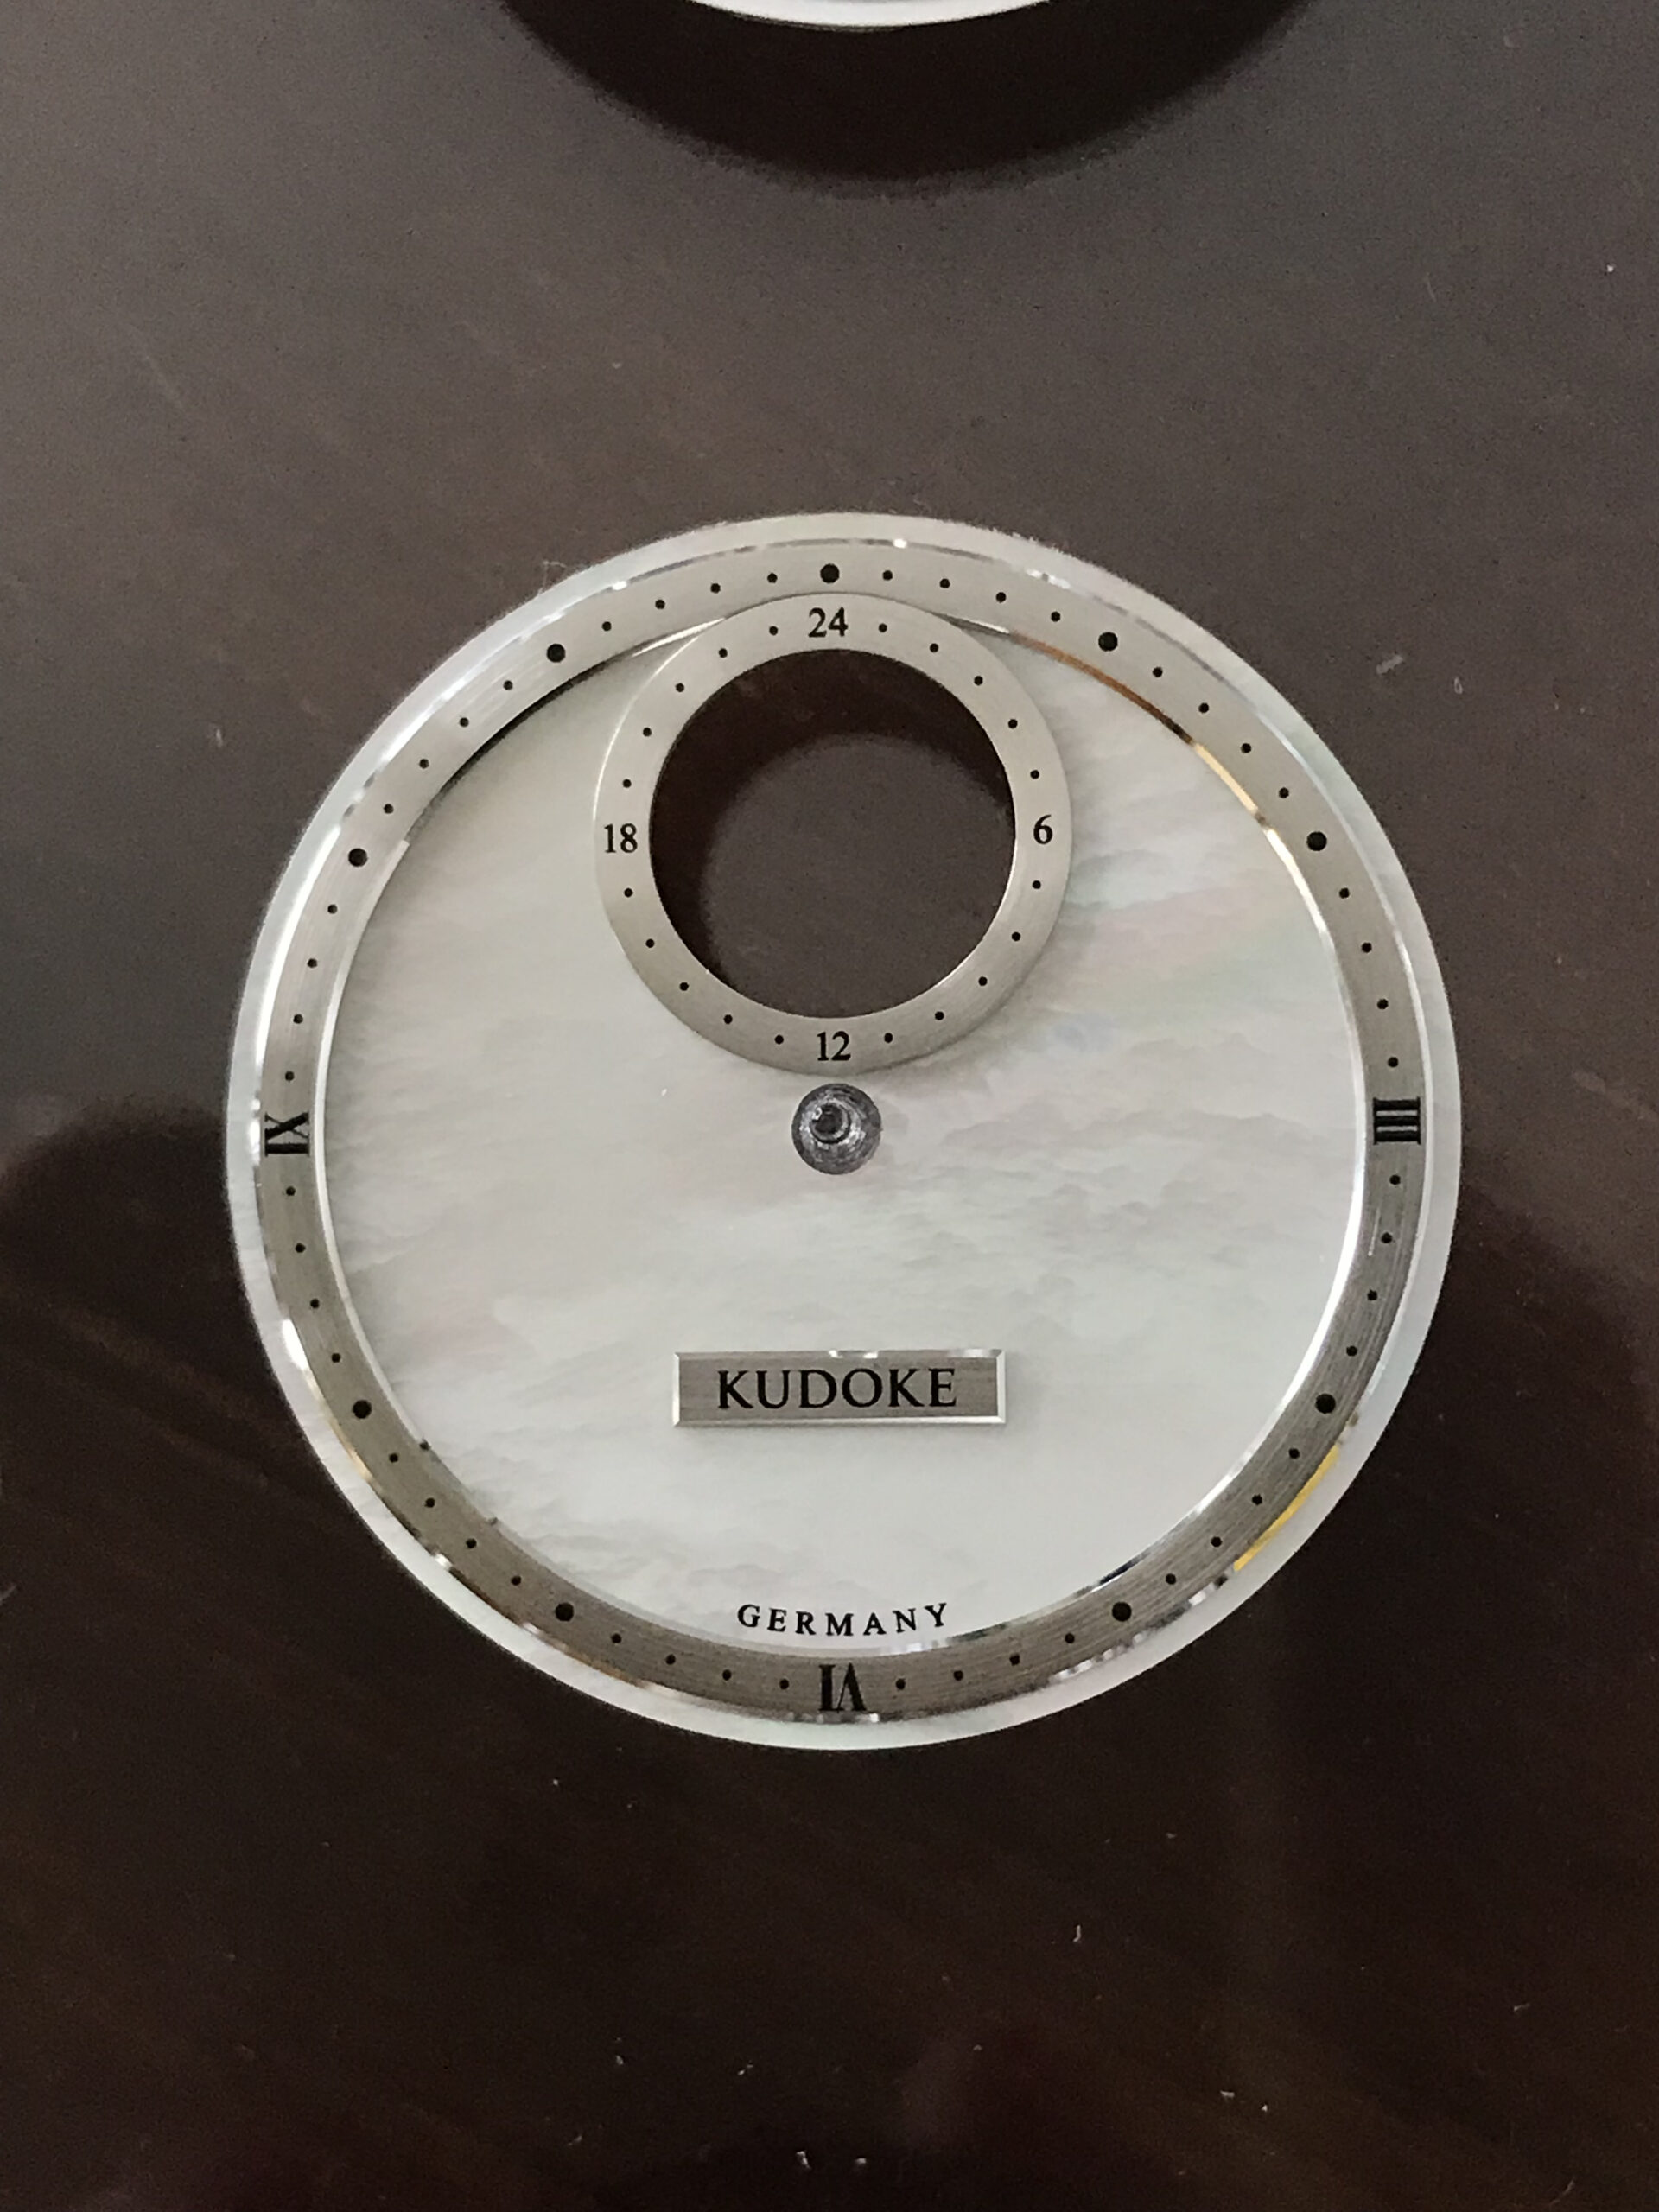 24
18
6
12
IX
III
KUDOKE
GERMANY
VI